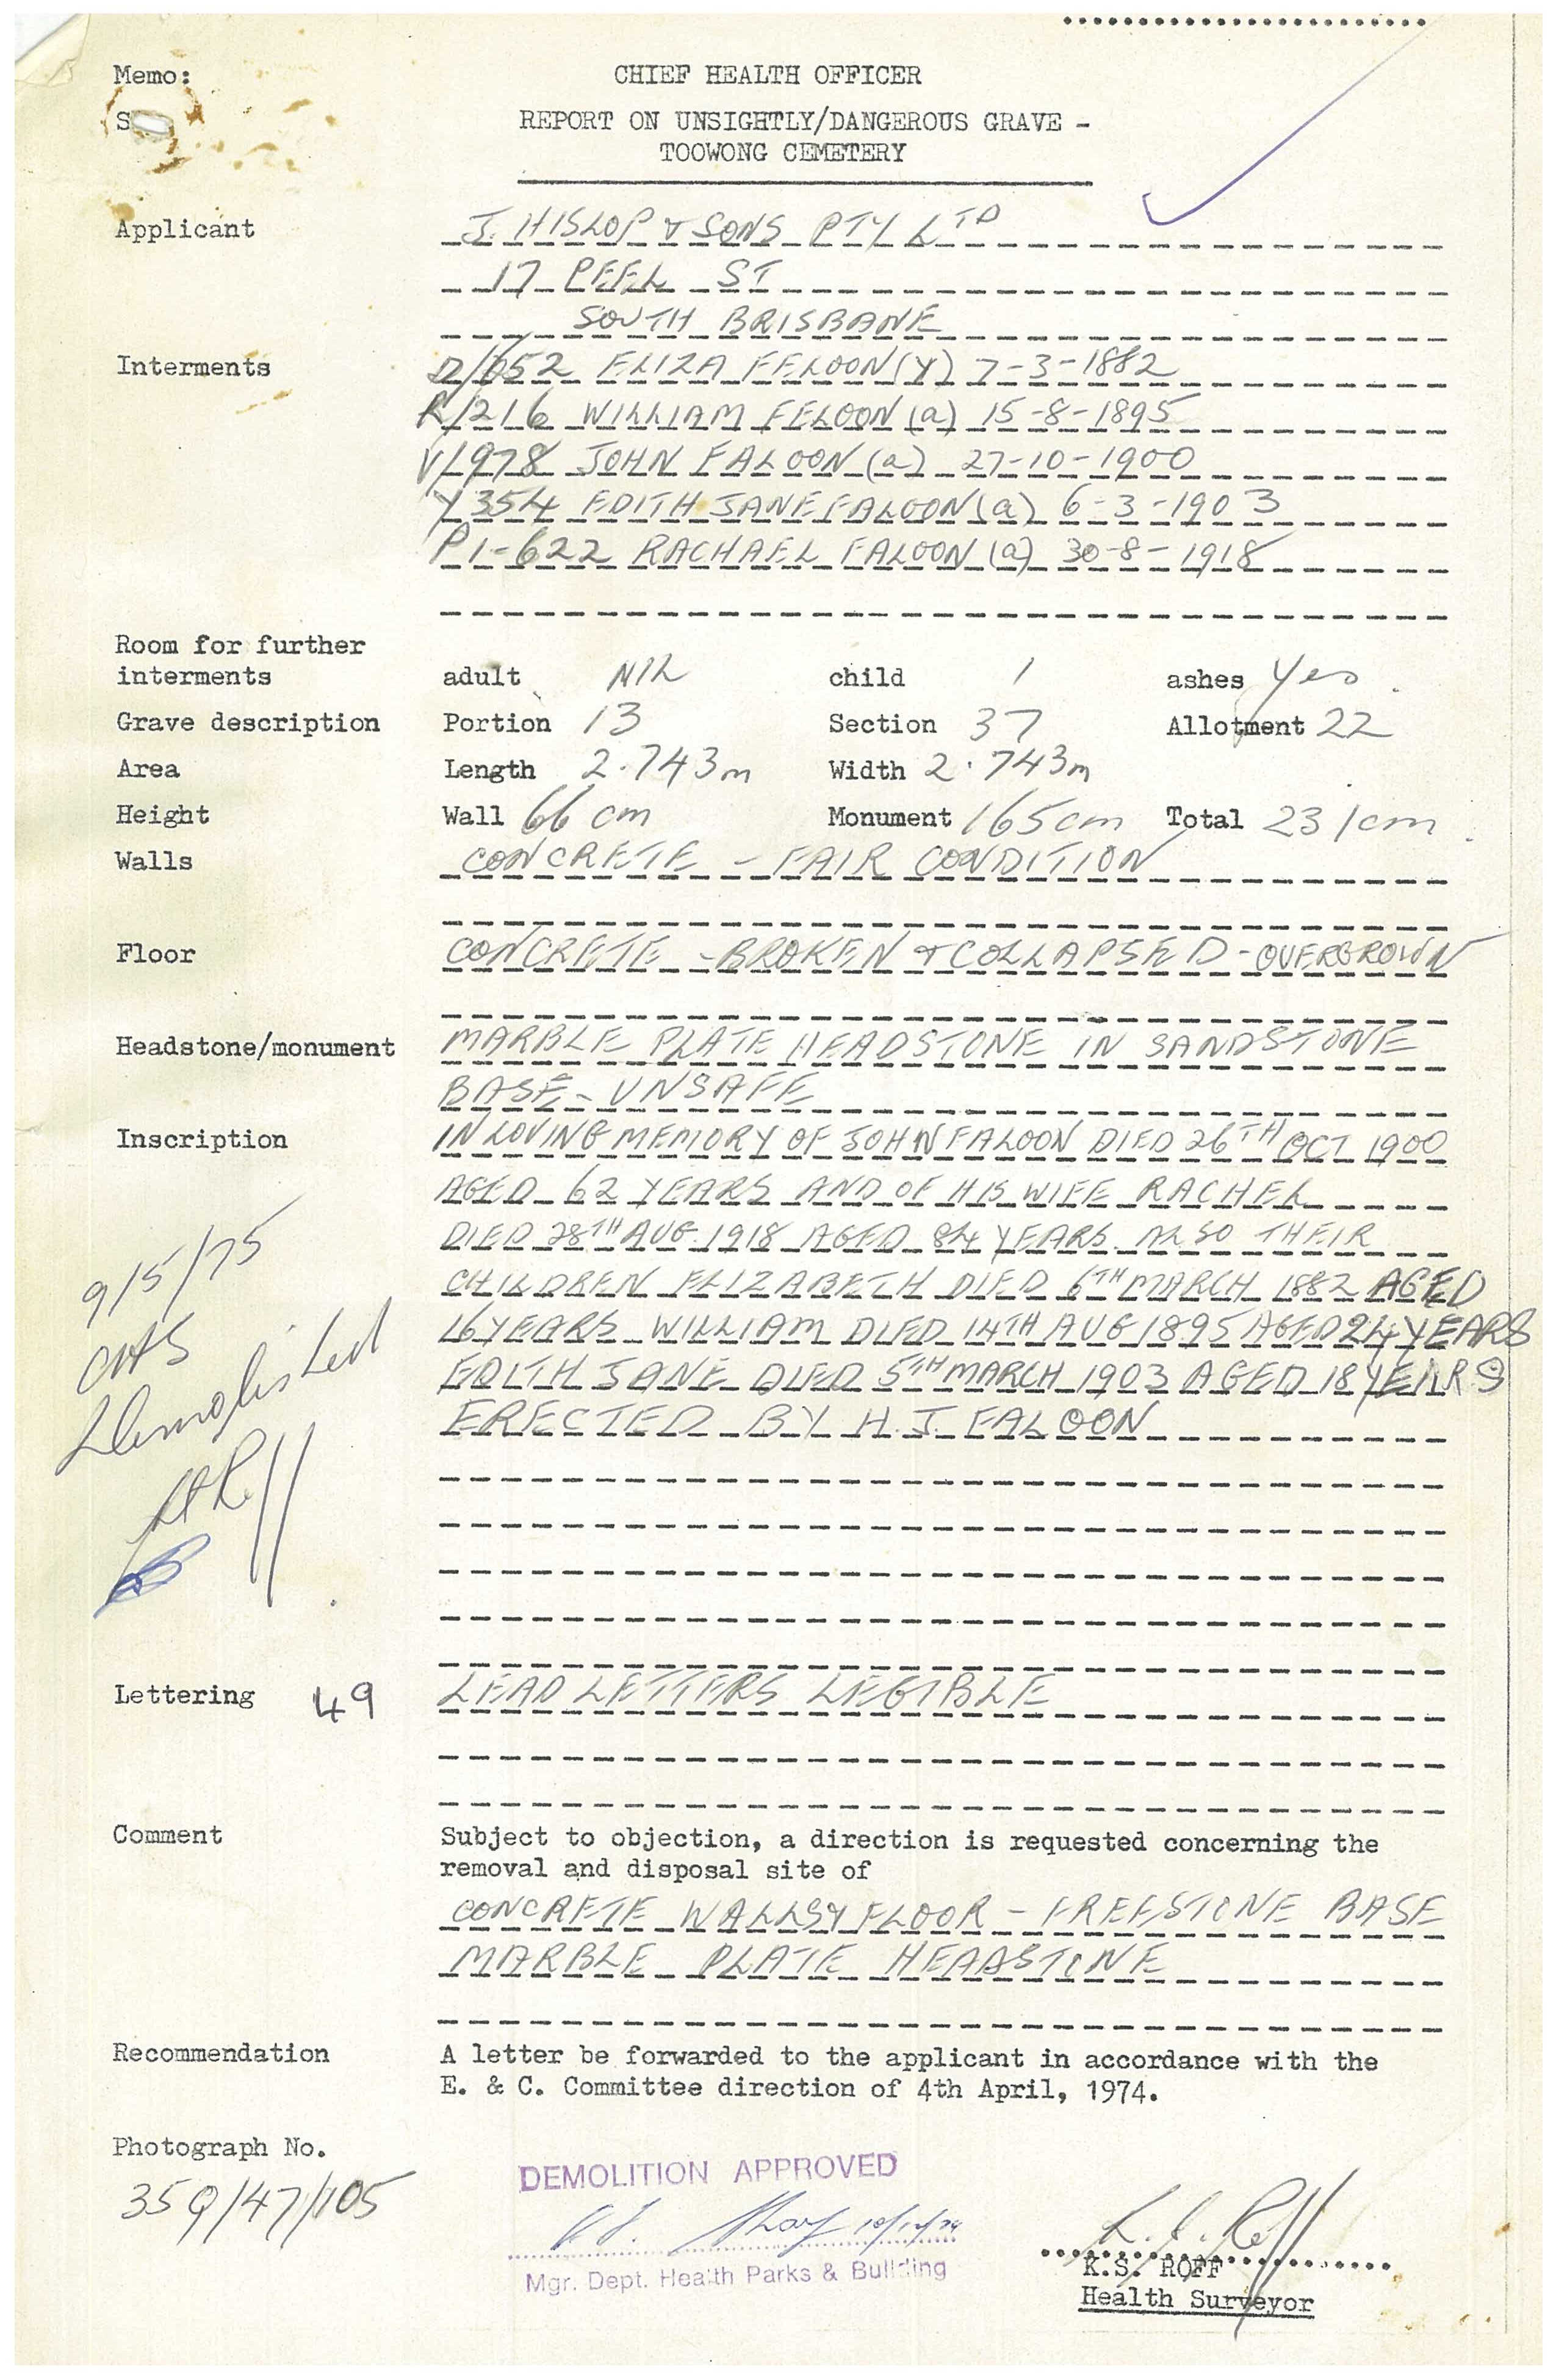 Memo:
CHIEF HEALTH OFFICER
S
REPORT ON UNSIGHTLY/DANGEROUS GRAVE -
TOOWONG CEMETERY
Applicant J. HISLOP & SONS PTY LTD
17 PEEL ST
SOUTH BRISBANE
Interments D/652 ELIZA FELOON (Y) 7-3-1882
R/216 WILLIAM FELOON (a) 15-8-1895
V/978 JOHN FALOON (a) 27-10-1900
Y354 EDITH JANE FALOON (a) 6-3-1903
P1-622 RACHAEL FALOON (a) 30-8-1918
Room for further
interments adult NIL child 1 ashes Yes.
Grave description Portion 13 Section 37 Allotment 22
Area Length 2.743m Width 2.743m
Height Wall 66 cm Monument 165cm Total 231cm.
Walls CONCRETE - FAIR CONDITION
Floor CONCRETE - BROKEN & COLLAPSED - OVERGROWN
Headstone/monument MARBLE PLATE HEADSTONE IN SANDSTONE
BASE - UNSAFE
Inscription IN LOVING MEMORY OF JOHN FALOON DIED 26TH OCT 1900
AGED 62 YEARS AND OF HIS WIFE RACHEL
DIED 28TH AUG. 1918 AGED 84 YEARS. ALSO THEIR
CHILDREN ELIZABETH DIED 6TH MARCH 1882 AGED
16 YEARS WILLIAM DIED 14TH AUG 1895 AGED 24 YEARS
EDITH JANE DIED 5TH MARCH 1903 AGED 18 YEARS
ERECTED BY H.J. FALOON
9/5/75
Demolished
Lettering 49 LEAD LETTERS LEGIBLE
Comment Subject to objection, a direction is requested concerning the
removal and disposal site of
CONCRETE WALLS & FLOOR - FREESTONE BASE
MARBLE PLATE HEADSTONE
Recommendation A letter be forwarded to the applicant in accordance with the
E. & C. Committee direction of 4th April, 1974.
Photograph No.
35Q/47/105
DEMOLITION APPROVED
10/12/74
Mgr. Dept. Health Parks & Building
K.S. ROFF
Health Surveyor